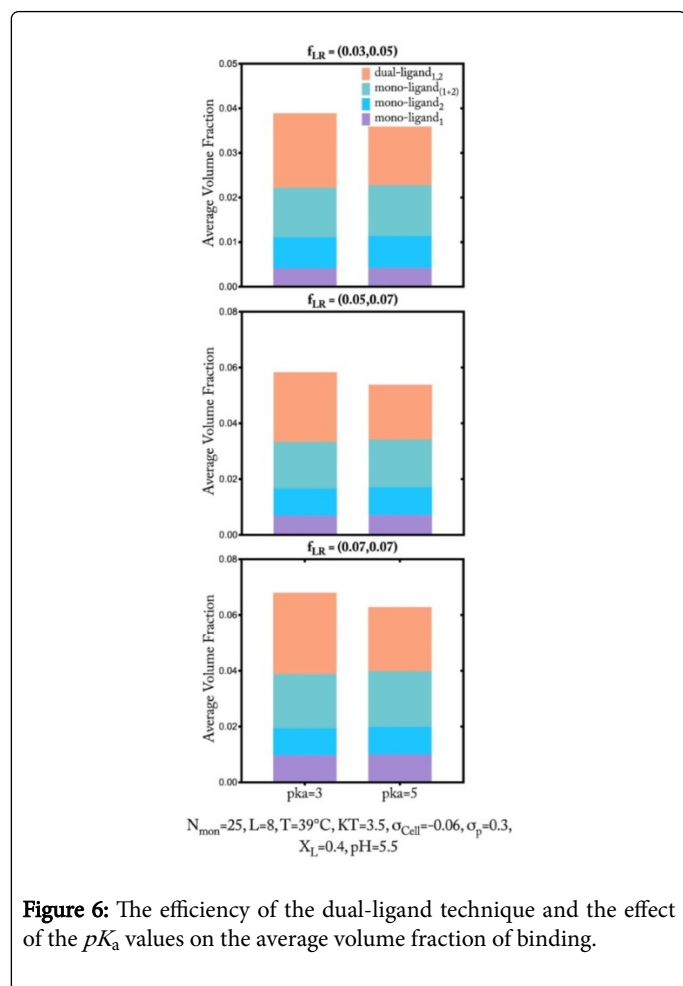 f_LR = (0.03,0.05)
0.05
0.04
0.03
0.02
0.01
0.00
Average Volume Fraction
dual-ligand_1,2
mono-ligand_(1+2)
mono-ligand_2
mono-ligand_1
f_LR = (0.05,0.07)
0.08
0.06
0.04
0.02
0.00
Average Volume Fraction
f_LR = (0.07,0.07)
0.08
0.06
0.04
0.02
0.00
Average Volume Fraction
pka=3 pka=5
N_mon=25, L=8, T=39°C, KT=3.5, σ_Cell=-0.06, σ_p=0.3,
X_L=0.4, pH=5.5
Figure 6: The efficiency of the dual-ligand technique and the effect
of the pK_a values on the average volume fraction of binding.